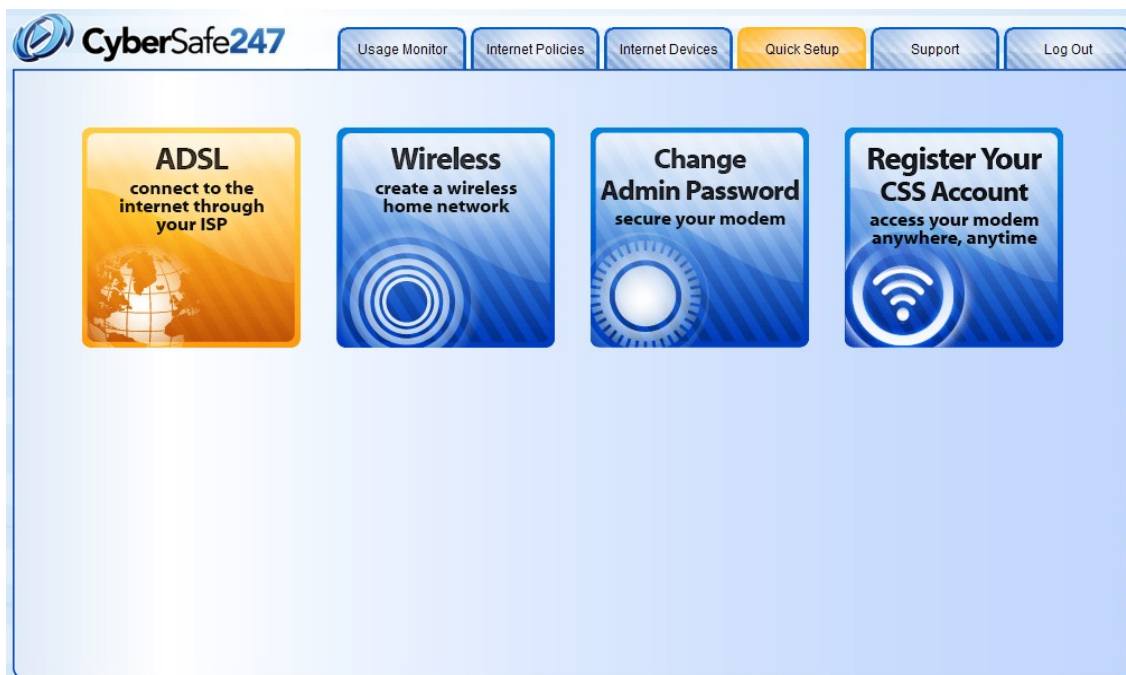 CyberSafe247
Usage Monitor
Internet Policies
Internet Devices
Quick Setup
Support
Log Out
ADSL
connect to the
internet through
your ISP
Wireless
create a wireless
home network
Change
Admin Password
secure your modem
Register Your
CSS Account
access your modem
anywhere, anytime